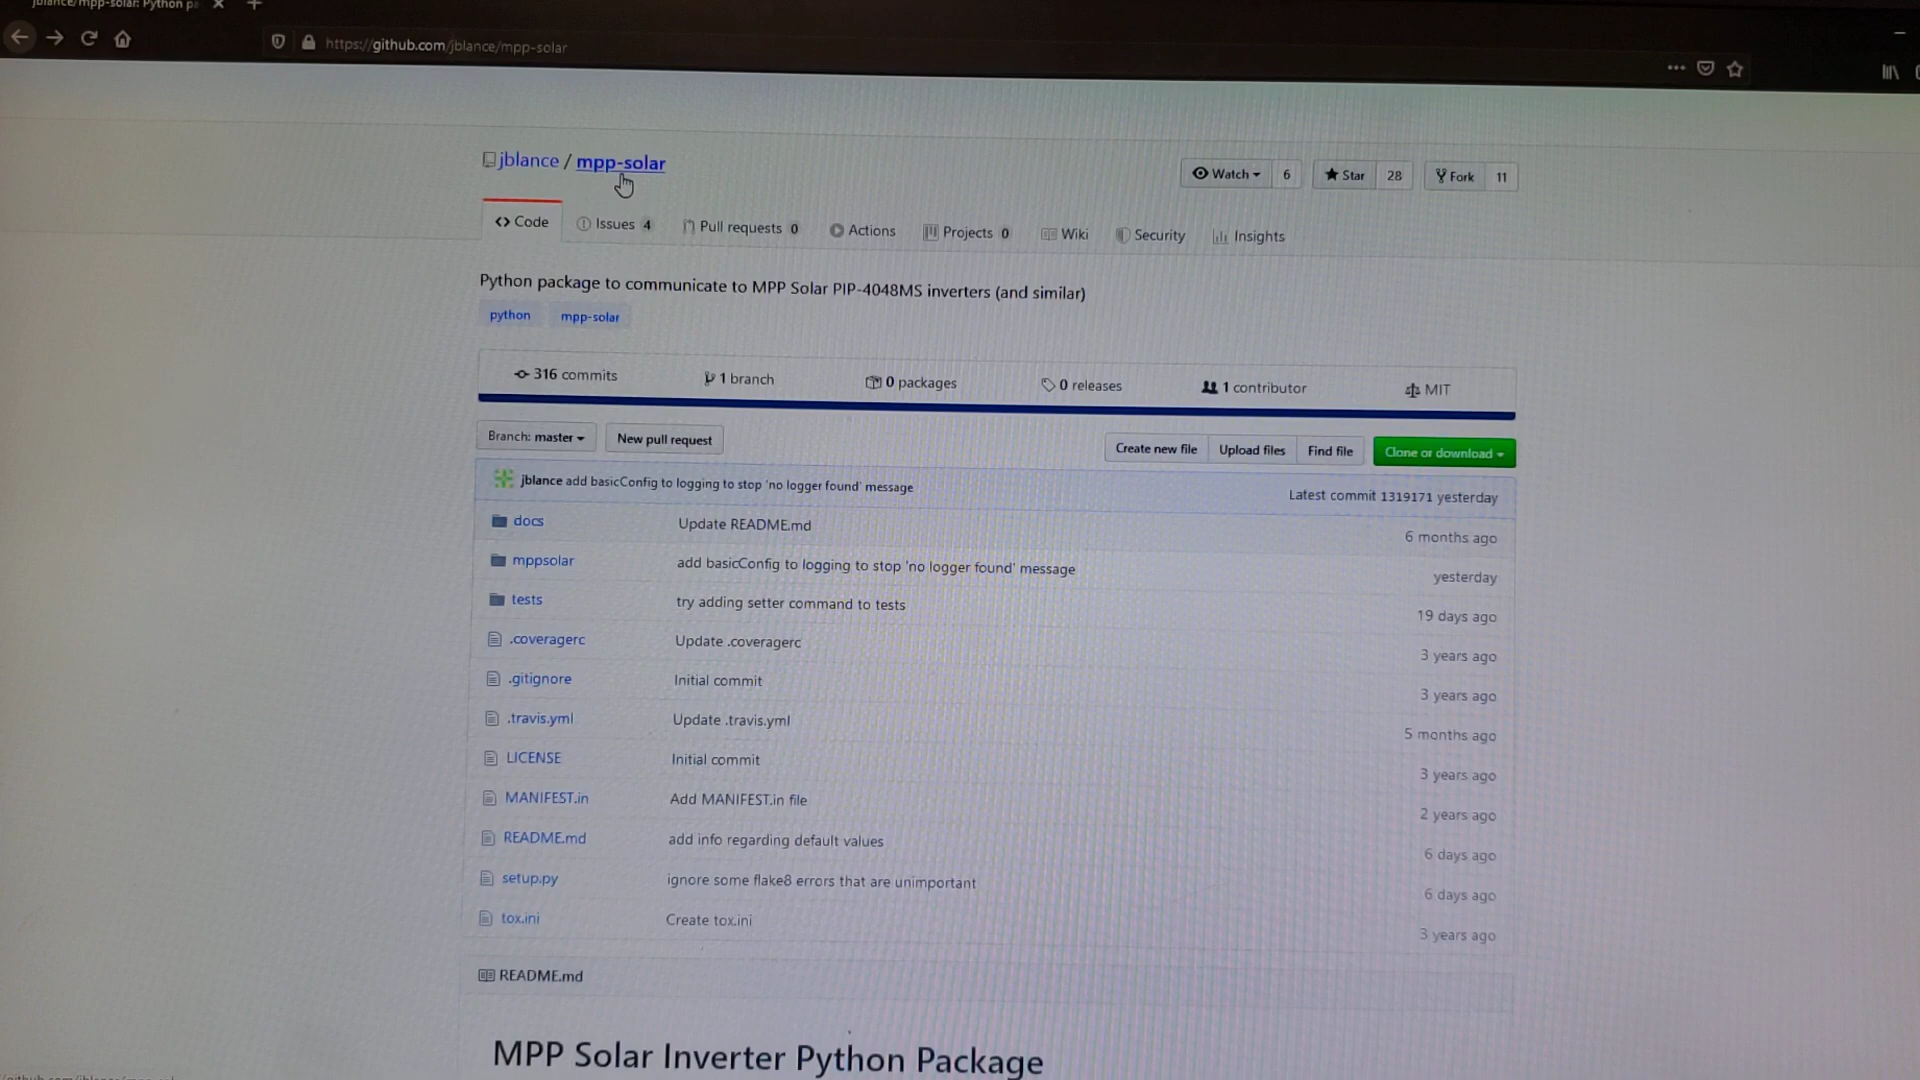 jblance/mpp-solar: Python pa
https://github.com/jblance/mpp-solar
jblance / mpp-solar
Watch 6 Star 28 Fork 11
Code Issues 4 Pull requests 0 Actions Projects 0 Wiki Security Insights
Python package to communicate to MPP Solar PIP-4048MS inverters (and similar)
python mpp-solar
316 commits 1 branch 0 packages 0 releases 1 contributor MIT
Branch: master New pull request Create new file Upload files Find file Clone or download
jblance add basicConfig to logging to stop 'no logger found' message Latest commit 1319171 yesterday
docs Update README.md 6 months ago
mppsolar add basicConfig to logging to stop 'no logger found' message yesterday
tests try adding setter command to tests 19 days ago
.coveragerc Update .coveragerc 3 years ago
.gitignore Initial commit 3 years ago
.travis.yml Update .travis.yml 5 months ago
LICENSE Initial commit 3 years ago
MANIFEST.in Add MANIFEST.in file 2 years ago
README.md add info regarding default values 6 days ago
setup.py ignore some flake8 errors that are unimportant 6 days ago
tox.ini Create tox.ini 3 years ago
README.md
MPP Solar Inverter Python Package